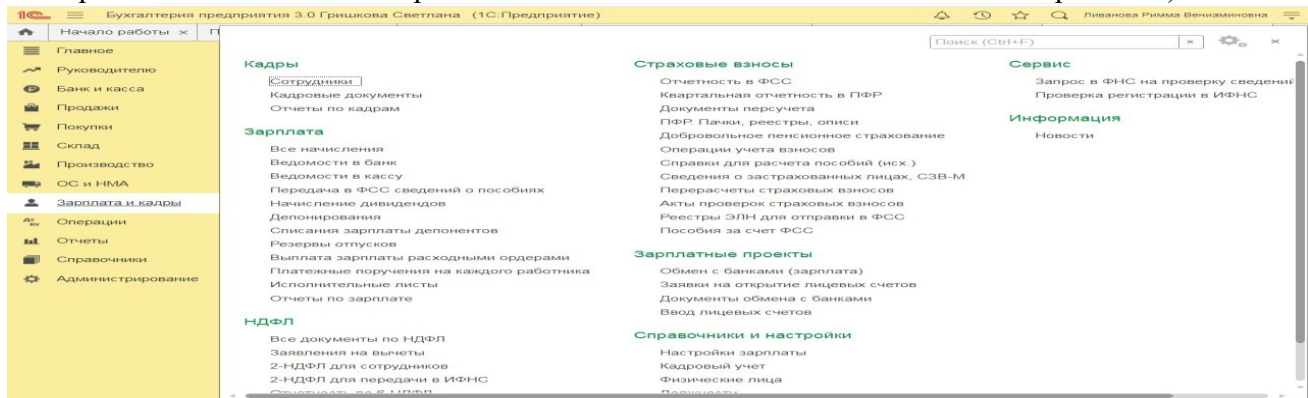 Бухгалтерия предприятия 3.0 Гришкова Светлана (1С:Предприятие)
Ливанова Римма Вениаминовна
Начало работы ×
Поиск (Ctrl+F)
Главное
Руководителю
Банк и касса
Продажи
Покупки
Склад
Производство
ОС и НМА
Зарплата и кадры
Операции
Отчеты
Справочники
Администрирование
Кадры
Сотрудники
Кадровые документы
Отчеты по кадрам
Зарплата
Все начисления
Ведомости в банк
Ведомости в кассу
Передача в ФСС сведений о пособиях
Начисление дивидендов
Депонирования
Списания зарплаты депонентов
Резервы отпусков
Выплата зарплаты расходными ордерами
Платежные поручения на каждого работника
Исполнительные листы
Отчеты по зарплате
НДФЛ
Все документы по НДФЛ
Заявления на вычеты
2-НДФЛ для сотрудников
2-НДФЛ для передачи в ИФНС
Страховые взносы
Отчетность в ФСС
Квартальная отчетность в ПФР
Документы персучета
ПФР. Пачки, реестры, описи
Добровольное пенсионное страхование
Операции учета взносов
Справки для расчета пособий (исх.)
Сведения о застрахованных лицах, СЗВ-М
Перерасчеты страховых взносов
Акты проверок страховых взносов
Реестры ЭЛН для отправки в ФСС
Пособия за счет ФСС
Зарплатные проекты
Обмен с банками (зарплата)
Заявки на открытие лицевых счетов
Документы обмена с банками
Ввод лицевых счетов
Справочники и настройки
Настройки зарплаты
Кадровый учет
Физические лица
Сервис
Запрос в ФНС на проверку сведений
Проверка регистрации в ИФНС
Информация
Новости